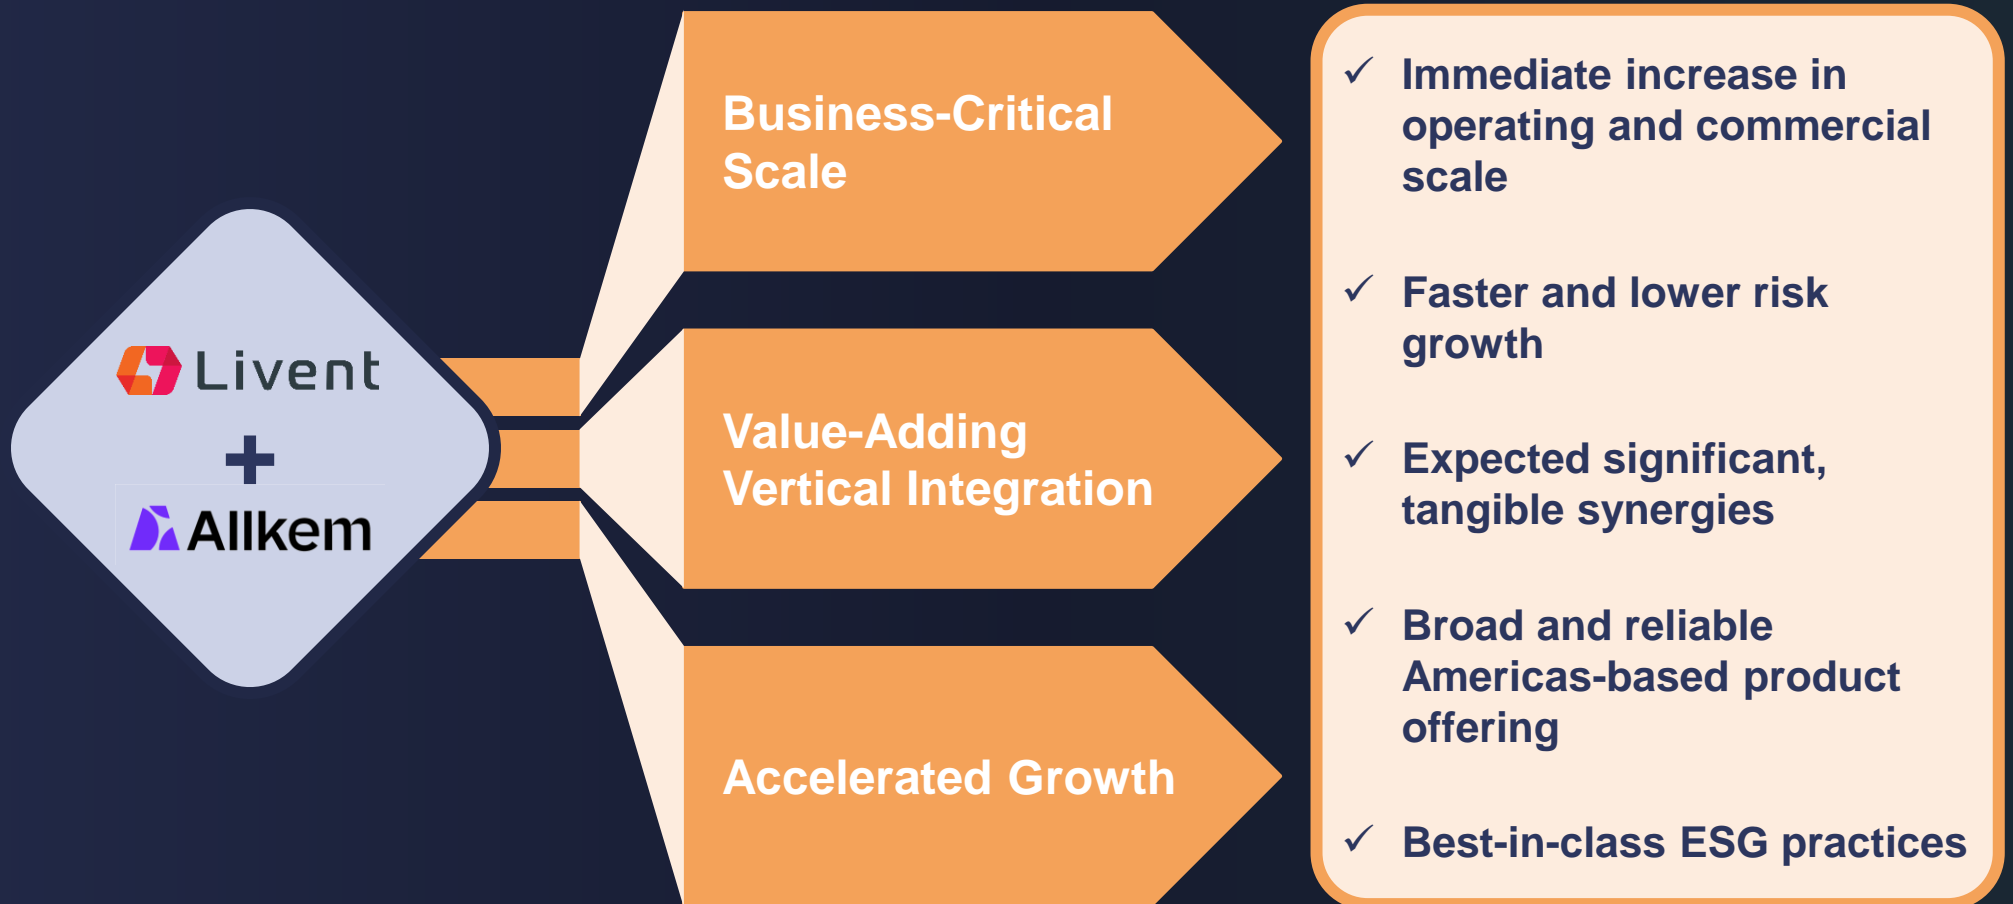 Livent
+
Allkem
Business-Critical
Scale
Value-Adding
Vertical Integration
Accelerated Growth
✓ Immediate increase in
operating and commercial
scale
✓ Faster and lower risk
growth
✓ Expected significant,
tangible synergies
✓ Broad and reliable
Americas-based product
offering
✓ Best-in-class ESG practices